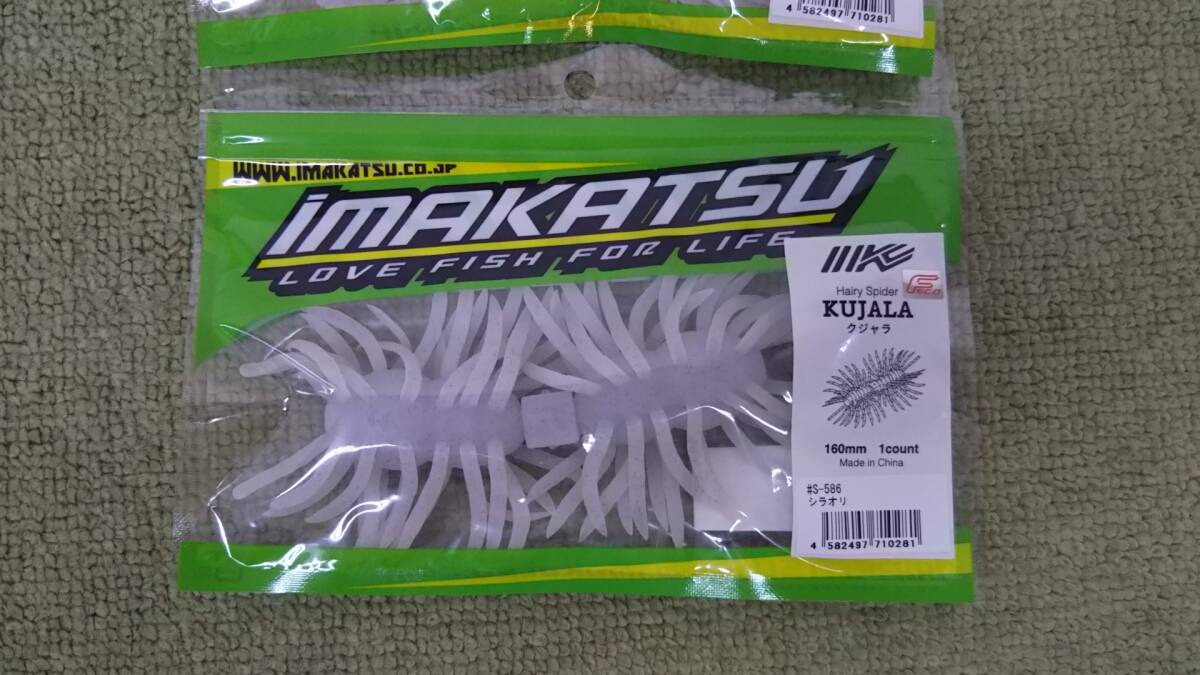 4 582497 710281
WWW.IMAKATSU.CO.JP
IMAKATSU
LOVE FISH FOR LIFE
IKE
Feco
Hairy Spider
KUJALA
クジャラ
160mm 1count
Made in China
#S-586
シラオリ
4 582497 710281